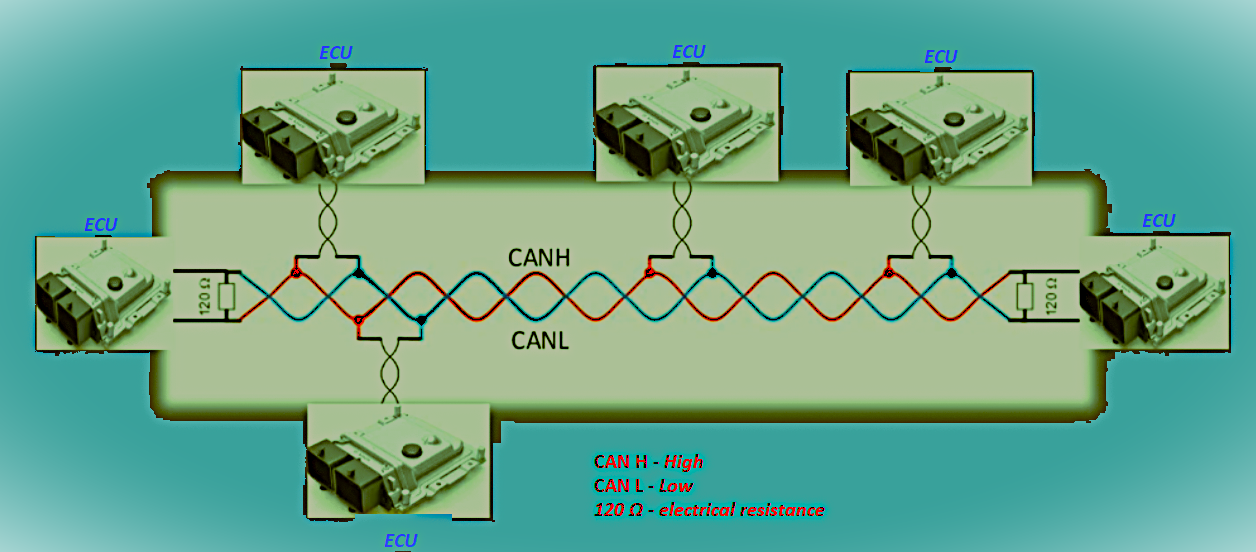 ECU
ECU
ECU
ECU
ECU
CANH
120 Ω
120 Ω
CANL
CAN H - High
CAN L - Low
120 Ω - electrical resistance
ECU